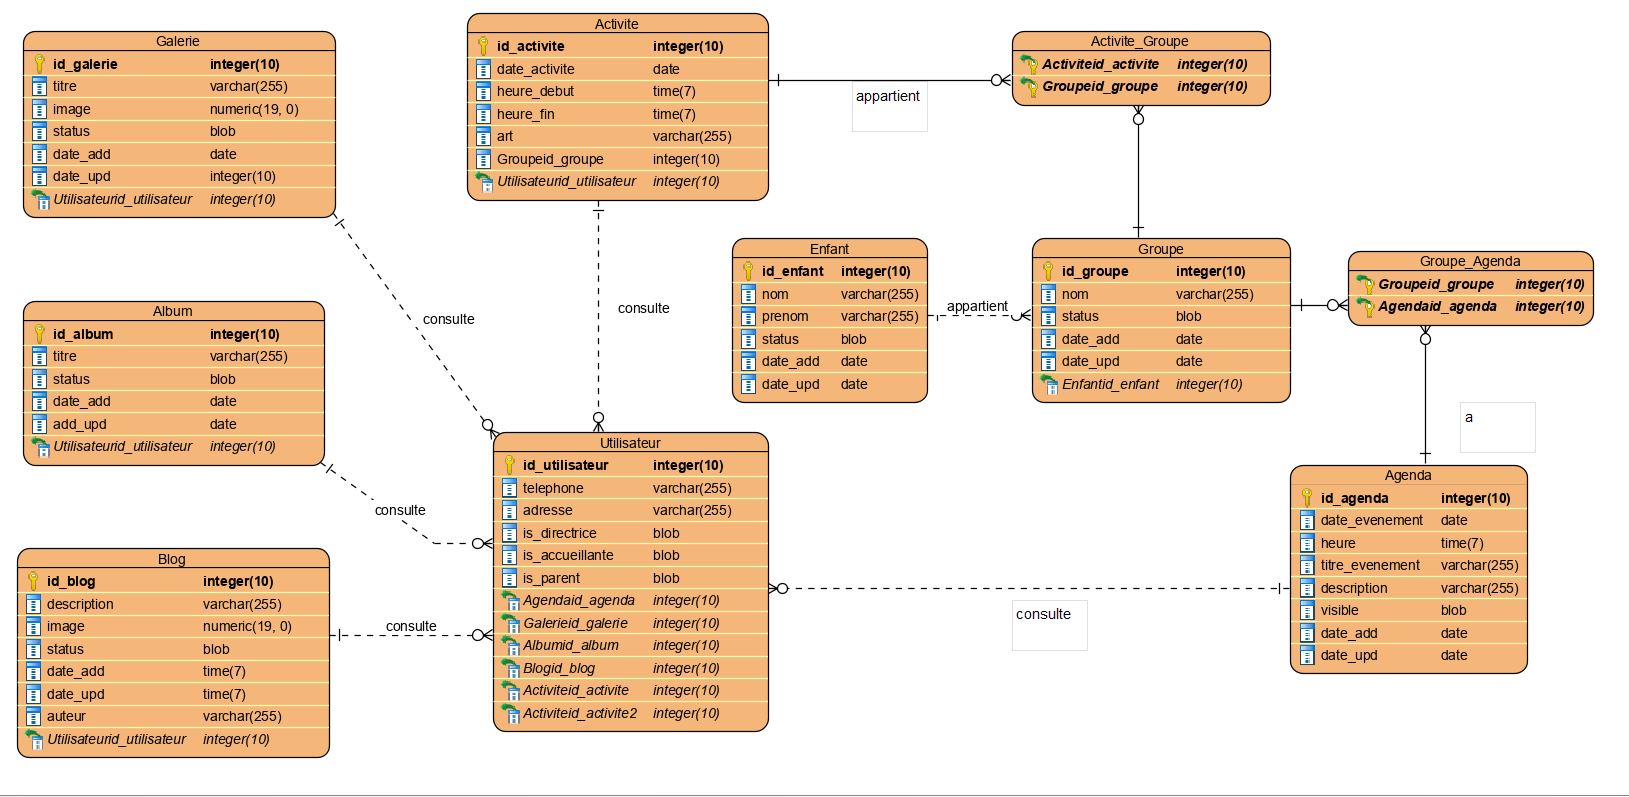 Galerie
id_galerie integer(10)
titre varchar(255)
image numeric(19, 0)
status blob
date_add date
date_upd integer(10)
Utilisateurid_utilisateur integer(10)
Activite
id_activite integer(10)
date_activite date
heure_debut time(7)
heure_fin time(7)
art varchar(255)
Groupeid_groupe integer(10)
Utilisateurid_utilisateur integer(10)
appartient
Activite_Groupe
Activiteid_activite integer(10)
Groupeid_groupe integer(10)
Enfant
id_enfant integer(10)
nom varchar(255)
prenom varchar(255)
status blob
date_add date
date_upd date
appartient
Groupe
id_groupe integer(10)
nom varchar(255)
status blob
date_add date
date_upd date
Enfantid_enfant integer(10)
Groupe_Agenda
Groupeid_groupe integer(10)
Agendaid_agenda integer(10)
consulte
consulte
Album
id_album integer(10)
titre varchar(255)
status blob
date_add date
add_upd date
Utilisateurid_utilisateur integer(10)
consulte
a
Utilisateur
id_utilisateur integer(10)
telephone varchar(255)
adresse varchar(255)
is_directrice blob
is_accueillante blob
is_parent blob
Agendaid_agenda integer(10)
Galerieid_galerie integer(10)
Albumid_album integer(10)
Blogid_blog integer(10)
Activiteid_activite integer(10)
Activiteid_activite2 integer(10)
Agenda
id_agenda integer(10)
date_evenement date
heure time(7)
titre_evenement varchar(255)
description varchar(255)
visible blob
date_add date
date_upd date
consulte
Blog
id_blog integer(10)
description varchar(255)
image numeric(19, 0)
status blob
date_add time(7)
date_upd time(7)
auteur varchar(255)
Utilisateurid_utilisateur integer(10)
consulte